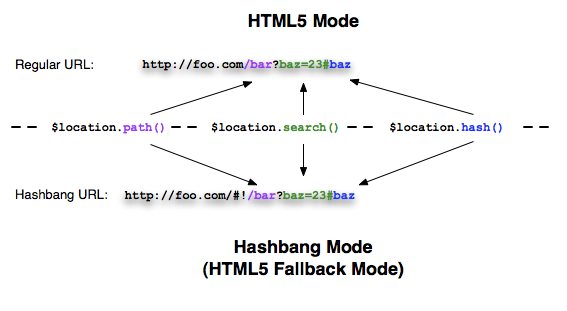 HTML5 Mode
Regular URL: http://foo.com/bar?baz=23#baz
$location.path() $location.search() $location.hash()
Hashbang URL: http://foo.com/#!/bar?baz=23#baz
Hashbang Mode
(HTML5 Fallback Mode)